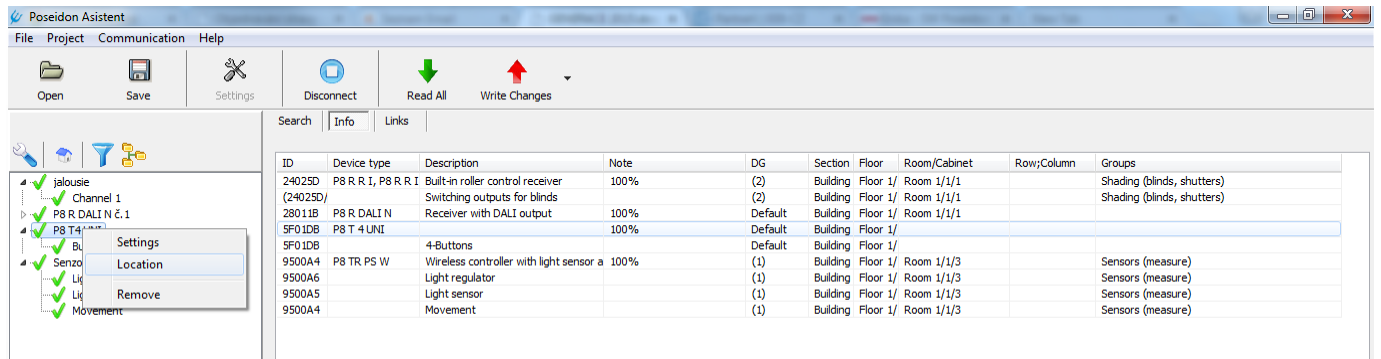 Poseidon Asistent
File Project Communication Help
Open Save Settings Disconnect Read All Write Changes
Search Info Links
ID Device type Description Note DG Section Floor Room/Cabinet Row;Column Groups
24025D P8 R R I, P8 R R I Built-in roller control receiver 100% (2) Building Floor 1/ Room 1/1/1 Shading (blinds, shutters)
(24025D/ Switching outputs for blinds (2) Building Floor 1/ Room 1/1/1 Shading (blinds, shutters)
28011B P8 R DALI N Receiver with DALI output 100% Default Building Floor 1/ Room 1/1/1
5F01DB P8 T 4 UNI 100% Default Building Floor 1/
5F01DB 4-Buttons Default Building Floor 1/
9500A4 P8 TR PS W Wireless controller with light sensor a 100% (1) Building Floor 1/ Room 1/1/3 Sensors (measure)
9500A6 Light regulator (1) Building Floor 1/ Room 1/1/3 Sensors (measure)
9500A5 Light sensor (1) Building Floor 1/ Room 1/1/3 Sensors (measure)
9500A4 Movement (1) Building Floor 1/ Room 1/1/3 Sensors (measure)
jalousie
Channel 1
P8 R DALI N č.1
P8 T4 UNI
Bu
Senzo
Lig
Lig
Movement
Settings
Location
Remove